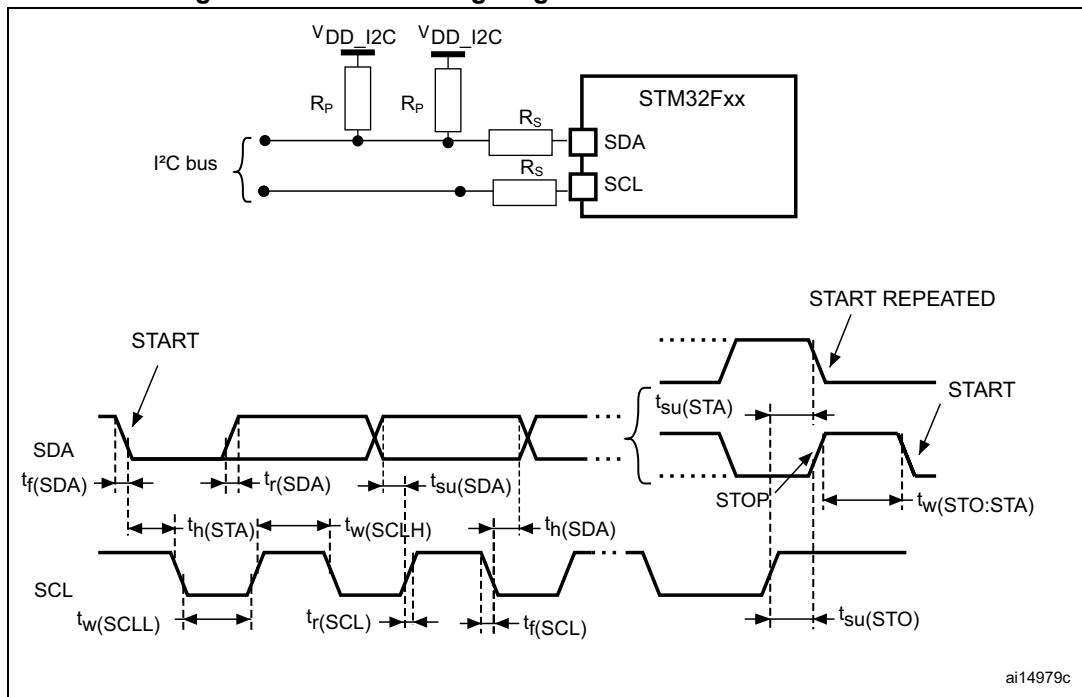 VDD_I2C VDD_I2C
STM32Fxx
RP RP RS
SDA
I²C bus RS
SCL
START REPEATED
START
START
tsu(STA)
SDA
tf(SDA) tr(SDA) tsu(SDA) STOP tw(STO:STA)
th(STA) tw(SCLH) th(SDA)
SCL
tw(SCLL) tr(SCL) tf(SCL) tsu(STO)
ai14979c